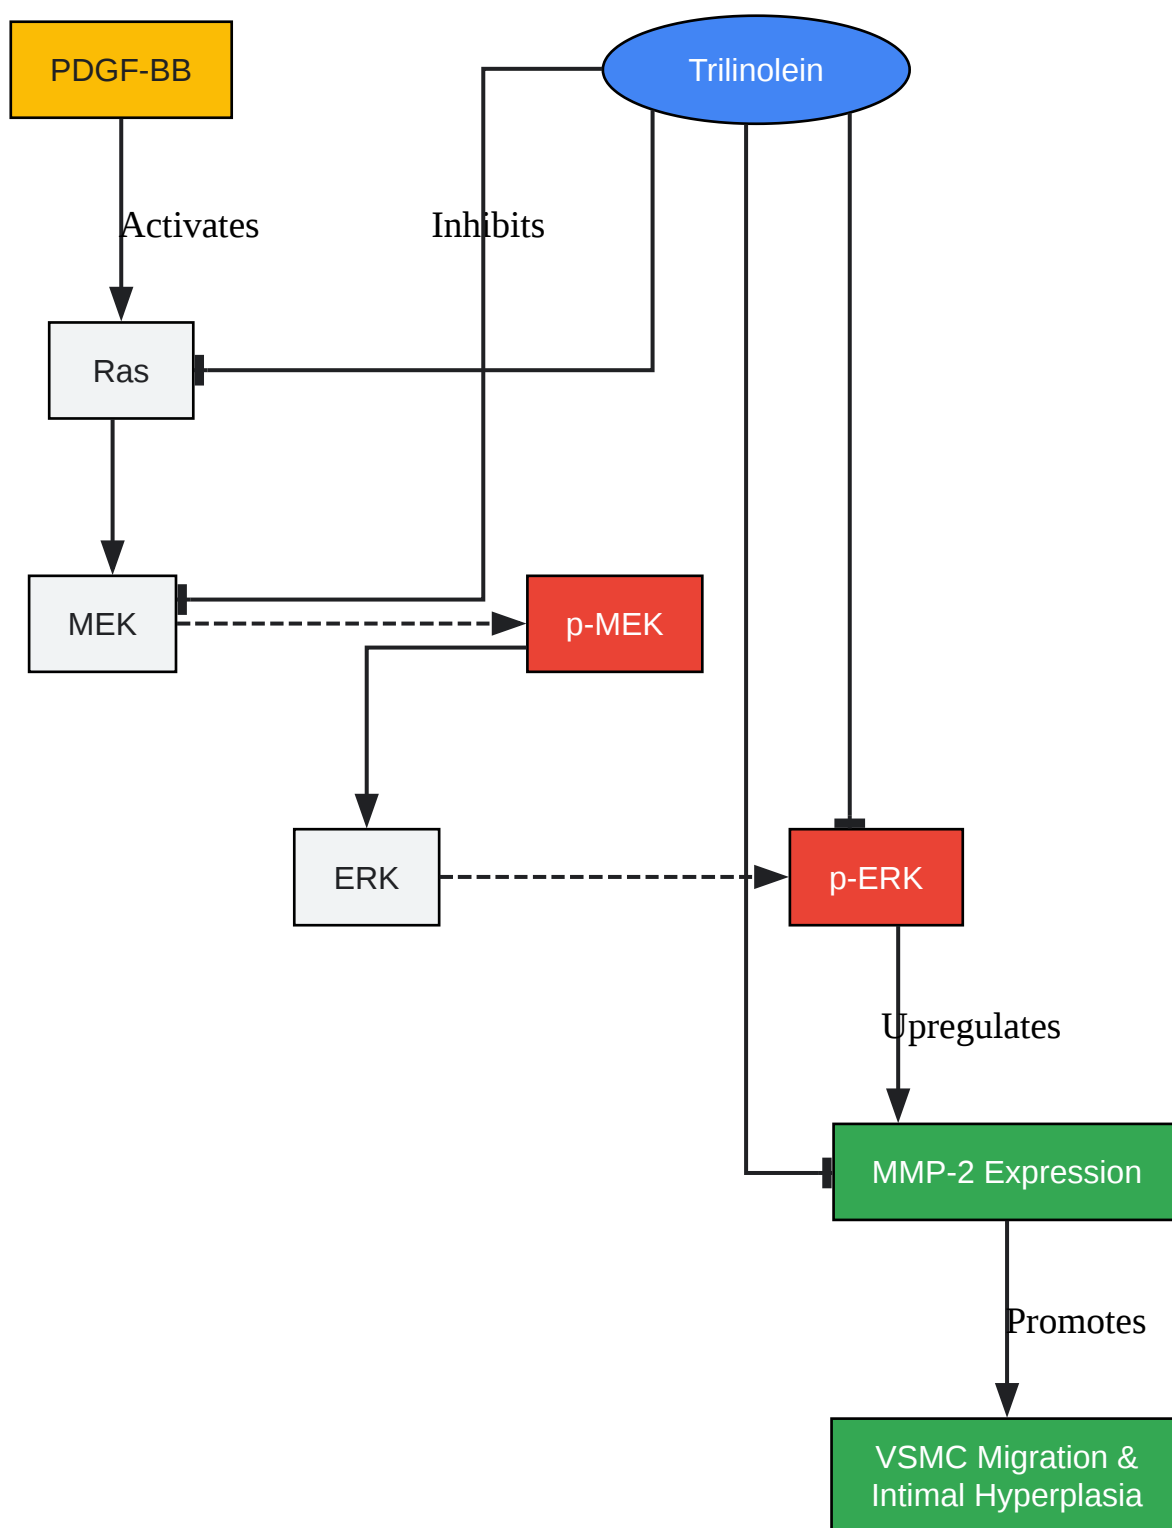 PDGF-BB
Trilinolein
Activates
Inhibits
Ras
MEK
p-MEK
ERK
p-ERK
Upregulates
MMP-2 Expression
Promotes
VSMC Migration &
Intimal Hyperplasia